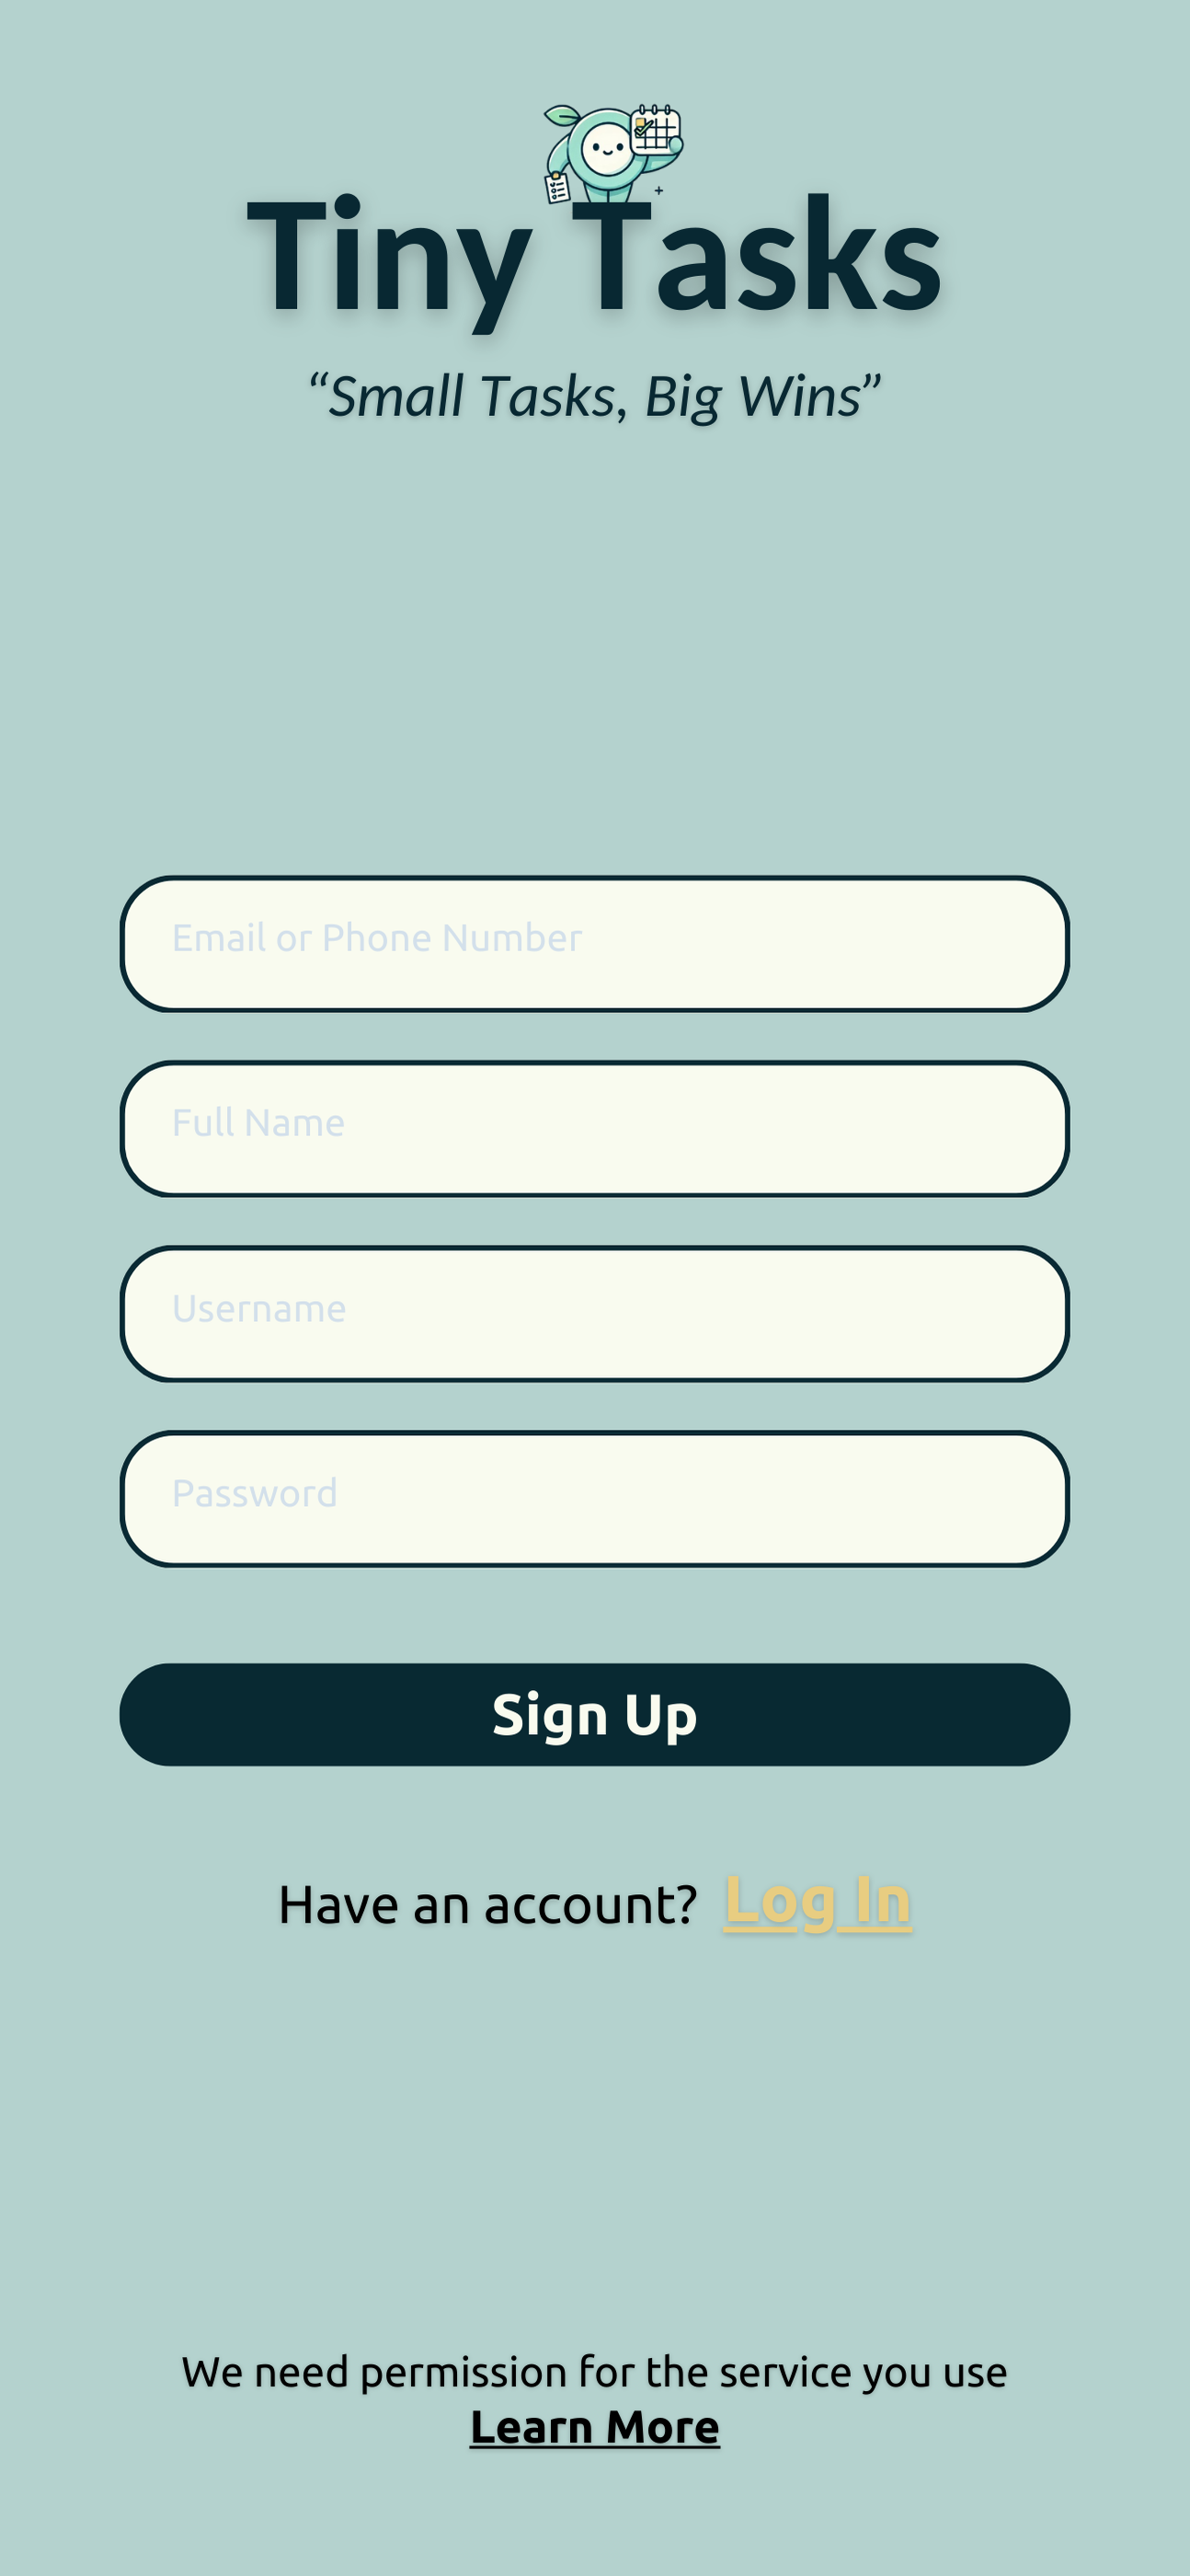 Tiny Tasks
“Small Tasks, Big Wins”
Email or Phone Number
Full Name
Username
Password
Sign Up
Have an account? Log In
We need permission for the service you use
Learn More